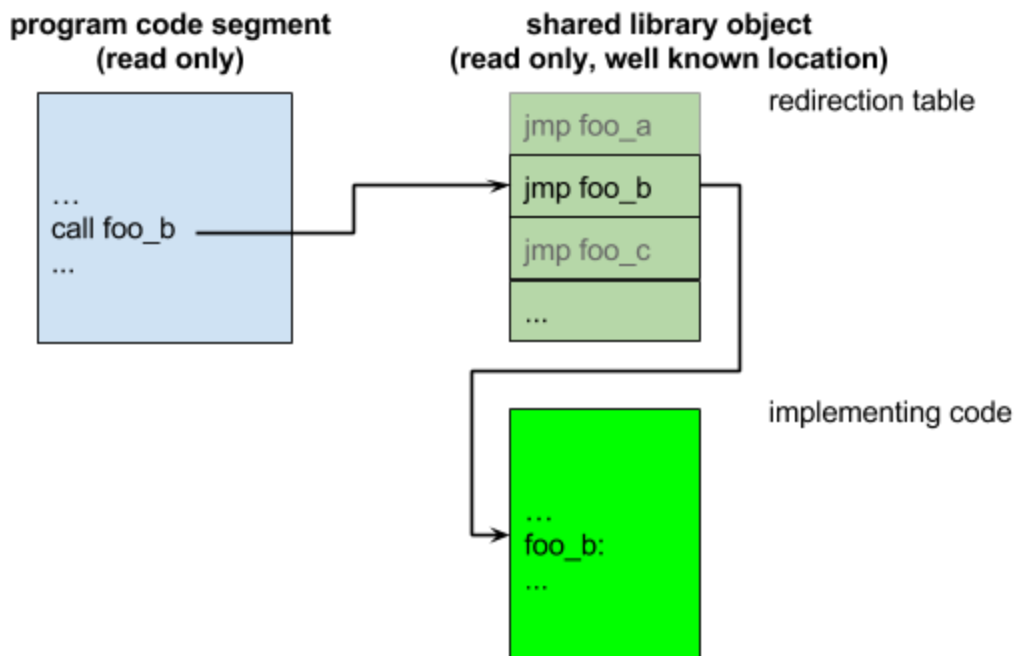 program code segment
(read only)
shared library object
(read only, well known location)
redirection table
jmp foo_a
jmp foo_b
jmp foo_c
...
...
call foo_b
...
implementing code
...
foo_b:
...